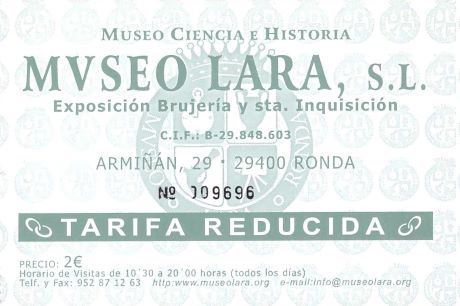 MUSEO CIENCIA E HISTORIA
MVSEO LARA, S.L.
Exposición Brujería y sta. Inquisición
C.I.F.: B-29.848.603
ARMIÑÁN, 29 · 29400 RONDA
Nº 009696
TARIFA REDUCIDA
PRECIO: 2€
Horario de Visitas de 10´30 a 20´00 horas (todos los días)
Telf. y Fax: 952 87 12 63 http:www.museolara.org e-mail:info@museolara.org